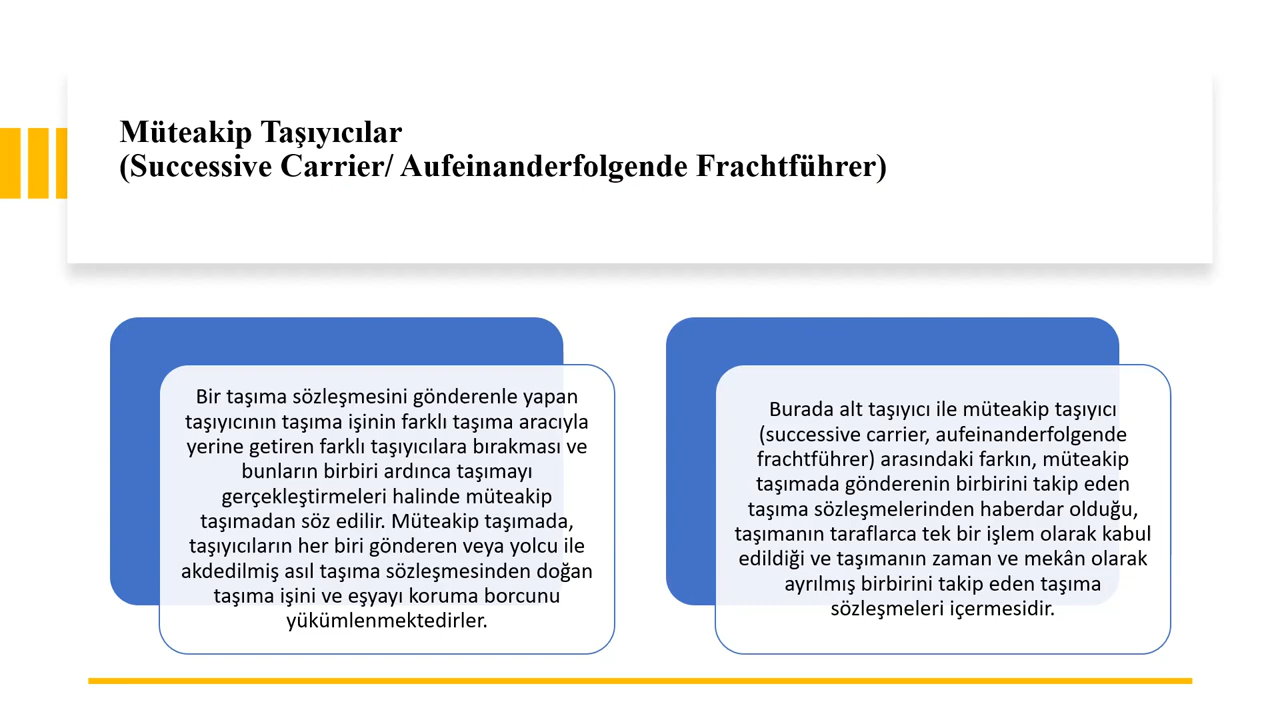 Müteakip Taşıyıcılar
(Successive Carrier/ Aufeinanderfolgende Frachtführer)
Bir taşıma sözleşmesini gönderenle yapan
taşıyıcının taşıma işinin farklı taşıma aracıyla
yerine getiren farklı taşıyıcılara bırakması ve
bunların birbiri ardınca taşımayı
gerçekleştirmeleri halinde müteakip
taşımadan söz edilir. Müteakip taşımada,
taşıyıcıların her biri gönderen veya yolcu ile
akdedilmiş asıl taşıma sözleşmesinden doğan
taşıma işini ve eşyayı koruma borcunu
yükümlenmektedirler.
Burada alt taşıyıcı ile müteakip taşıyıcı
(successive carrier, aufeinanderfolgende
frachtführer) arasındaki farkın, müteakip
taşımada gönderenin birbirini takip eden
taşıma sözleşmelerinden haberdar olduğu,
taşımanın taraflarca tek bir işlem olarak kabul
edildiği ve taşımanın zaman ve mekân olarak
ayrılmış birbirini takip eden taşıma
sözleşmeleri içermesidir.